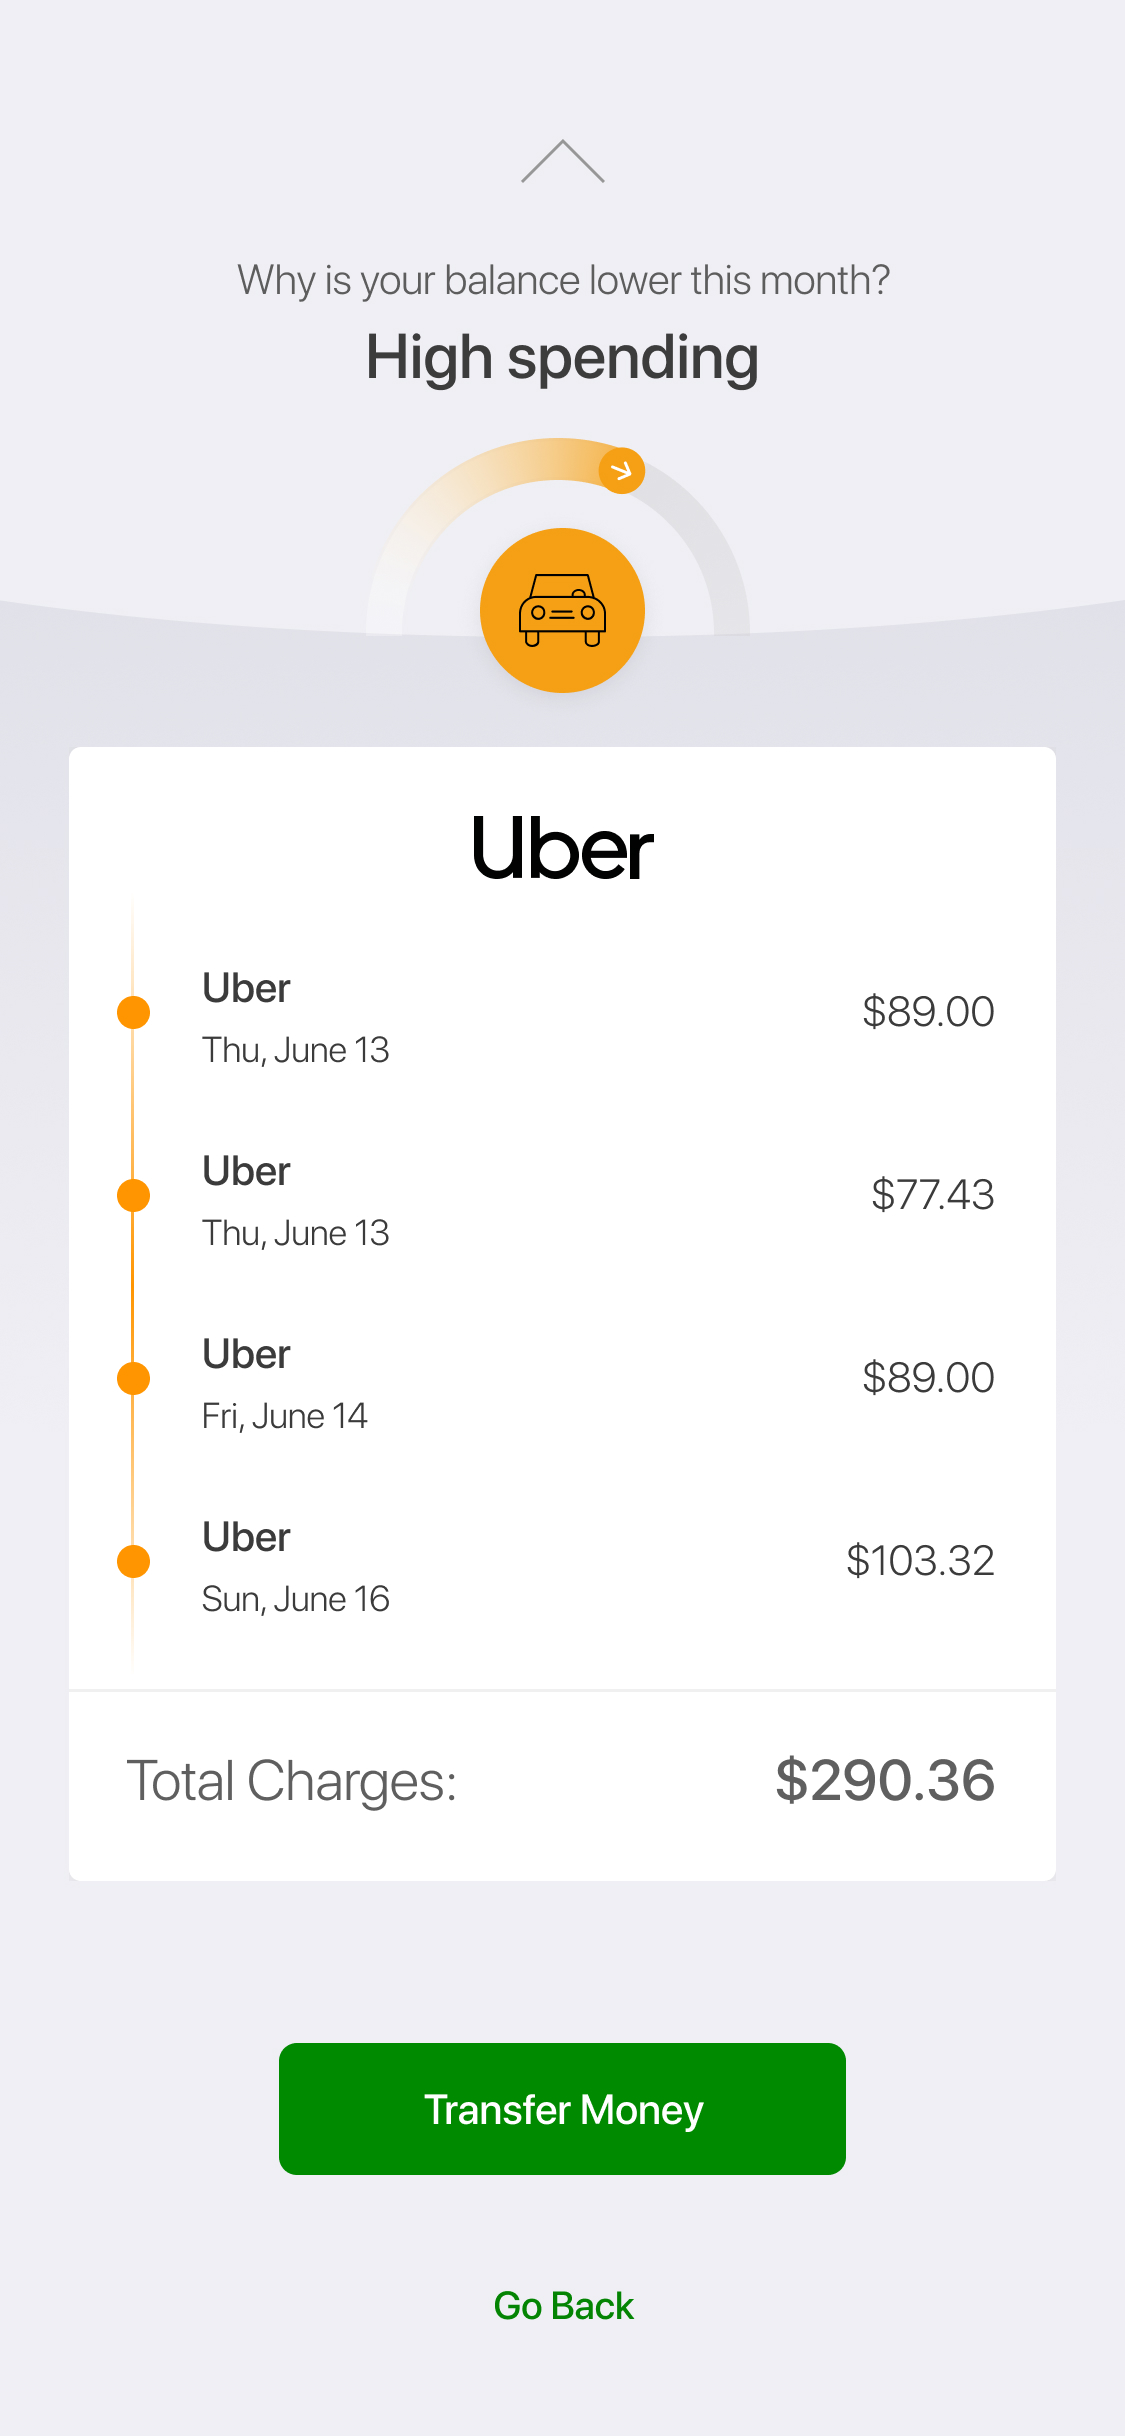 Why is your balance lower this month?
High spending
Uber
Uber
$89.00
Thu, June 13
Uber
$77.43
Thu, June 13
Uber
$89.00
Fri, June 14
Uber
$103.32
Sun, June 16
Total Charges: $290.36
Transfer Money
Go Back